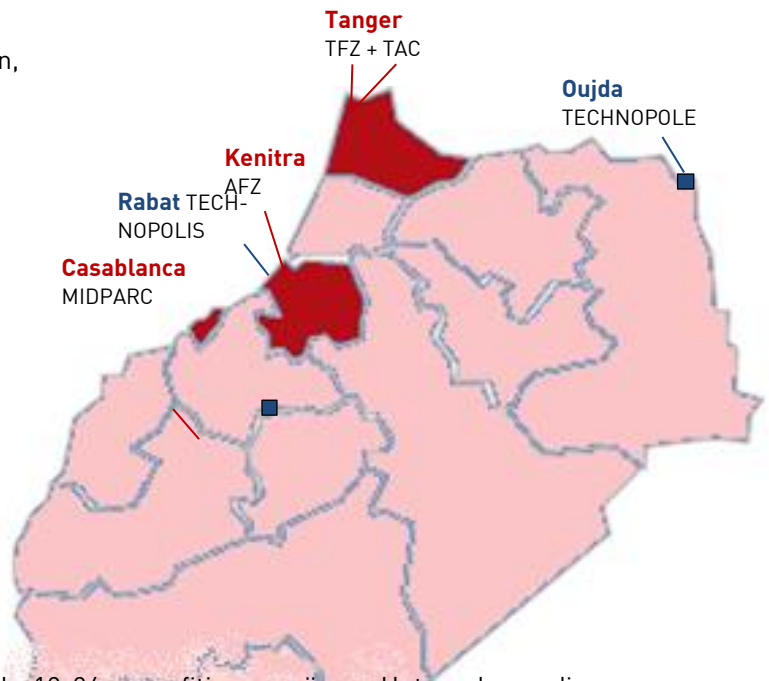 Tanger
TFZ + TAC
n,
Oujda
TECHNOPOLE
Kenitra
AFZ
Rabat TECH-
NOPOLIS
Casablanca
MIDPARC